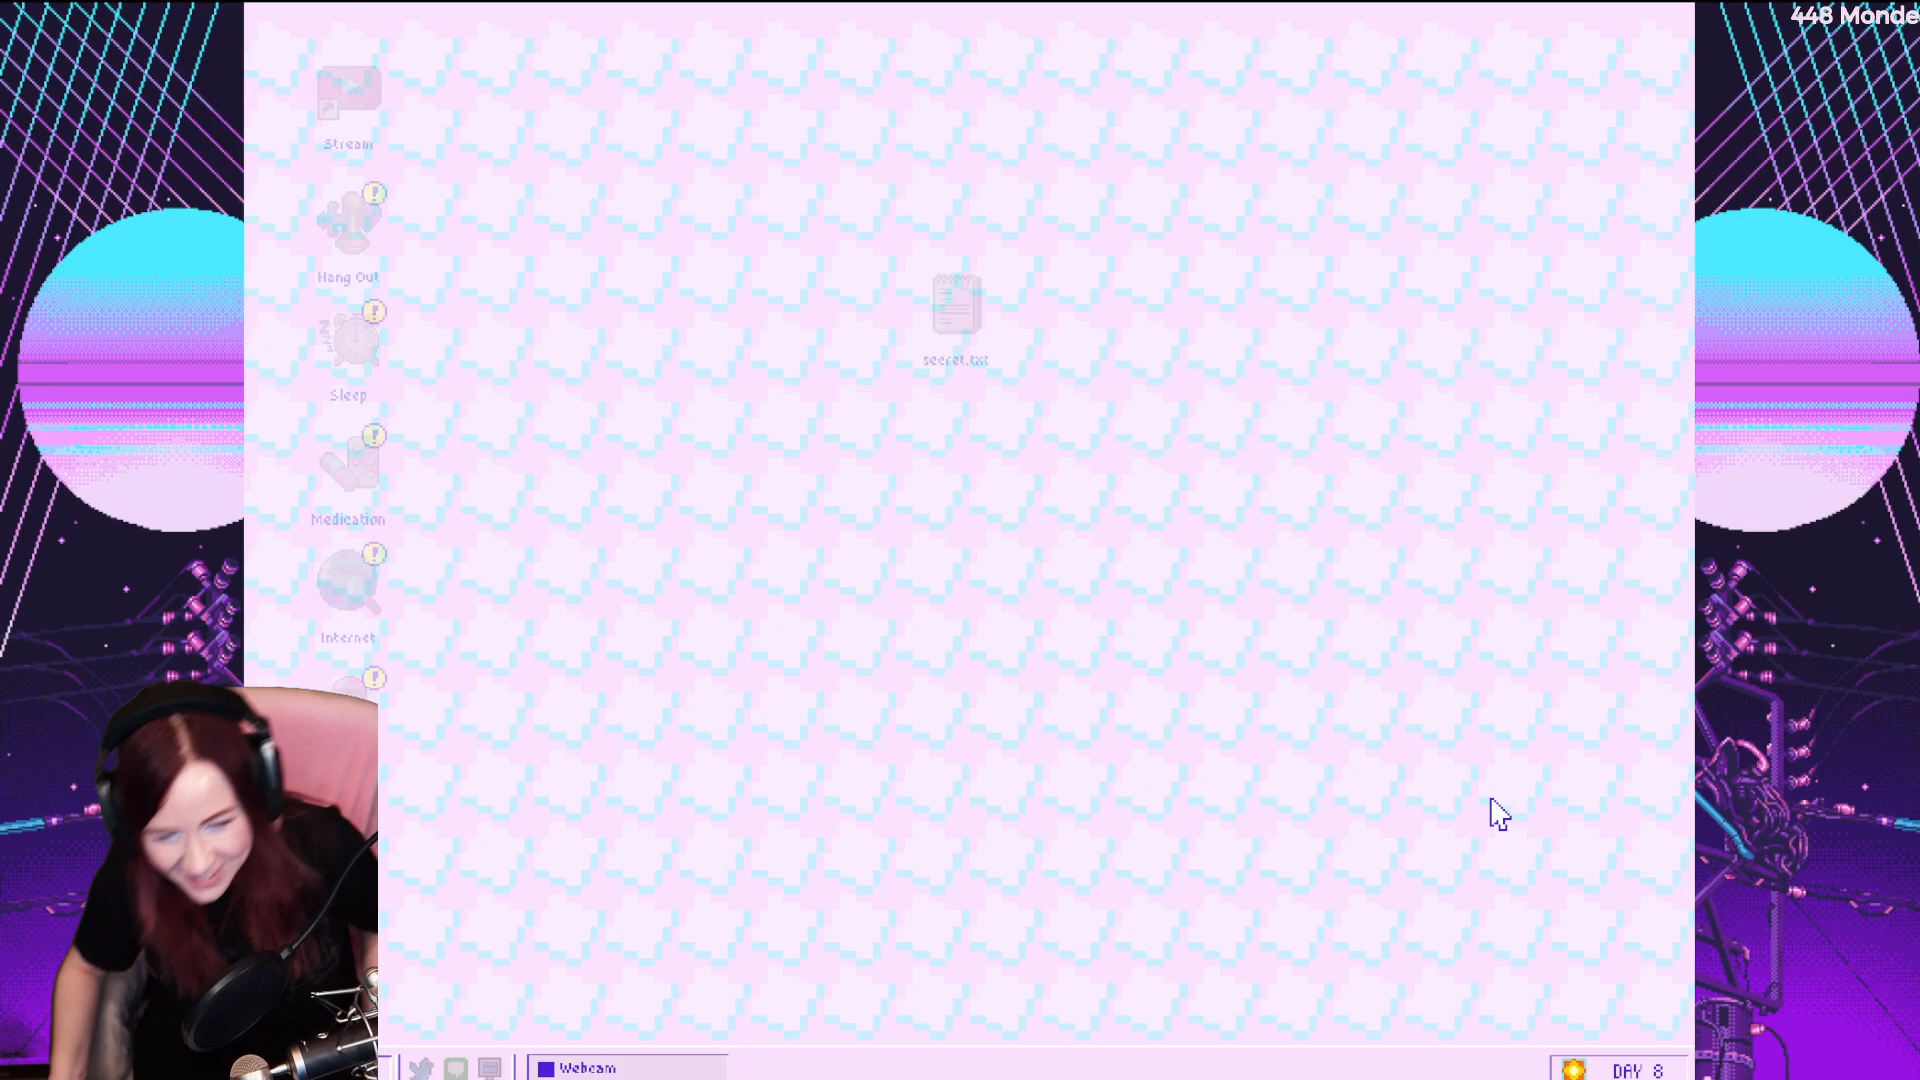 448 Monde
Stream
Hang Out
Sleep
secret.txt
Medication
Internet
Webcam
DAY 8